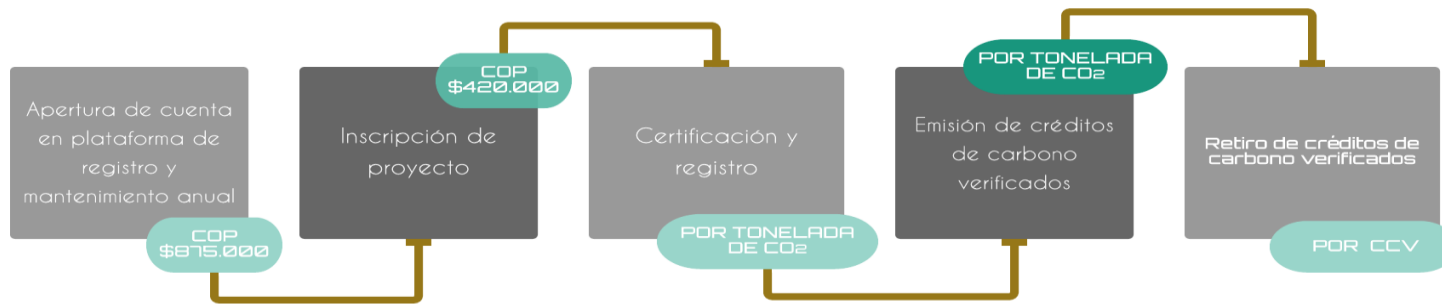 Apertura de cuenta
en plataforma de
registro y
mantenimiento anual
COP
$875.000
Inscripción de
proyecto
COP
$420.000
Certificación y
registro
POR TONELADA
DE CO2
Emisión de créditos
de carbono
verificados
POR TONELADA
DE CO2
Retiro de créditos de
carbono verificados
POR CCV